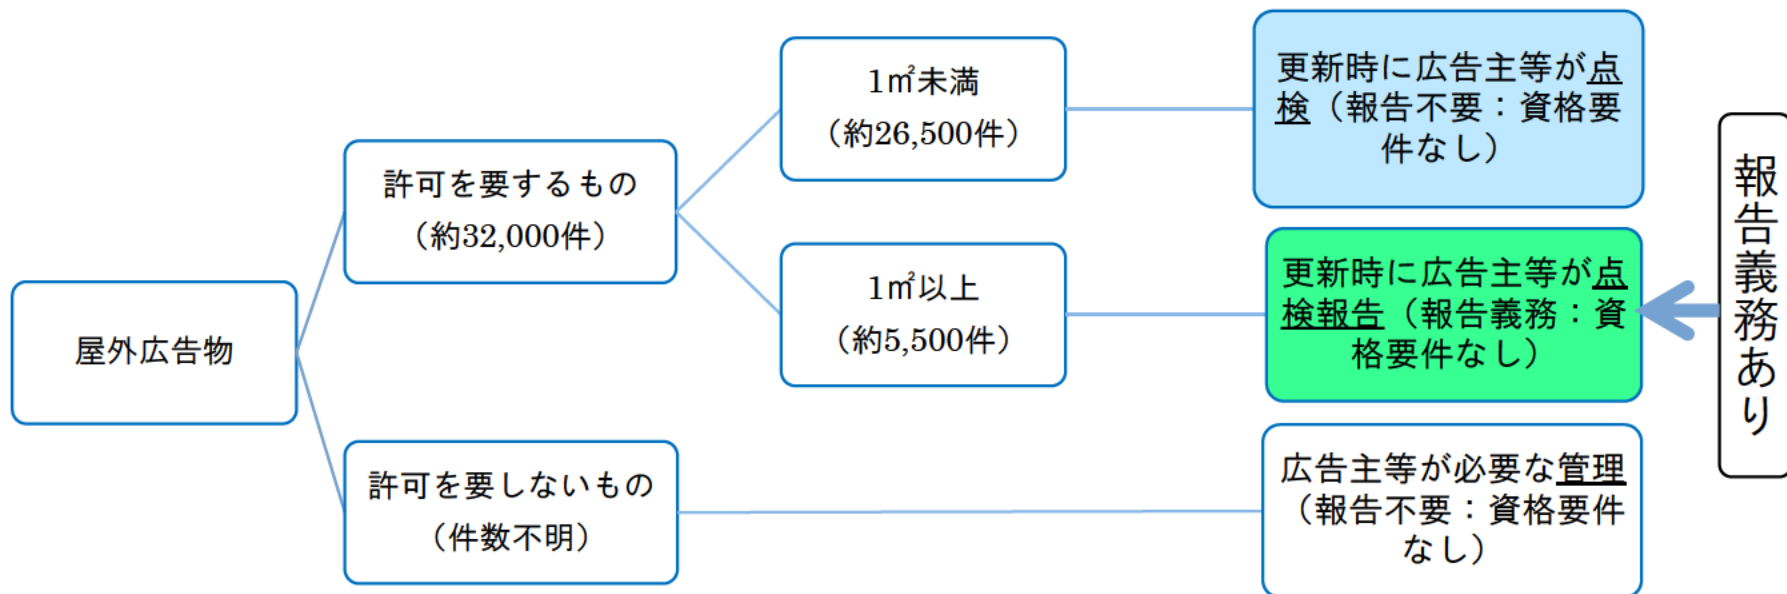 屋外広告物
許可を要するもの
（約32,000件）
許可を要しないもの
（件数不明）
1㎡未満
（約26,500件）
1㎡以上
（約5,500件）
更新時に広告主等が点
検（報告不要：資格要
件なし）
更新時に広告主等が点
検報告（報告義務：資
格要件なし）
広告主等が必要な管理
（報告不要：資格要件
なし）
報告義務あり